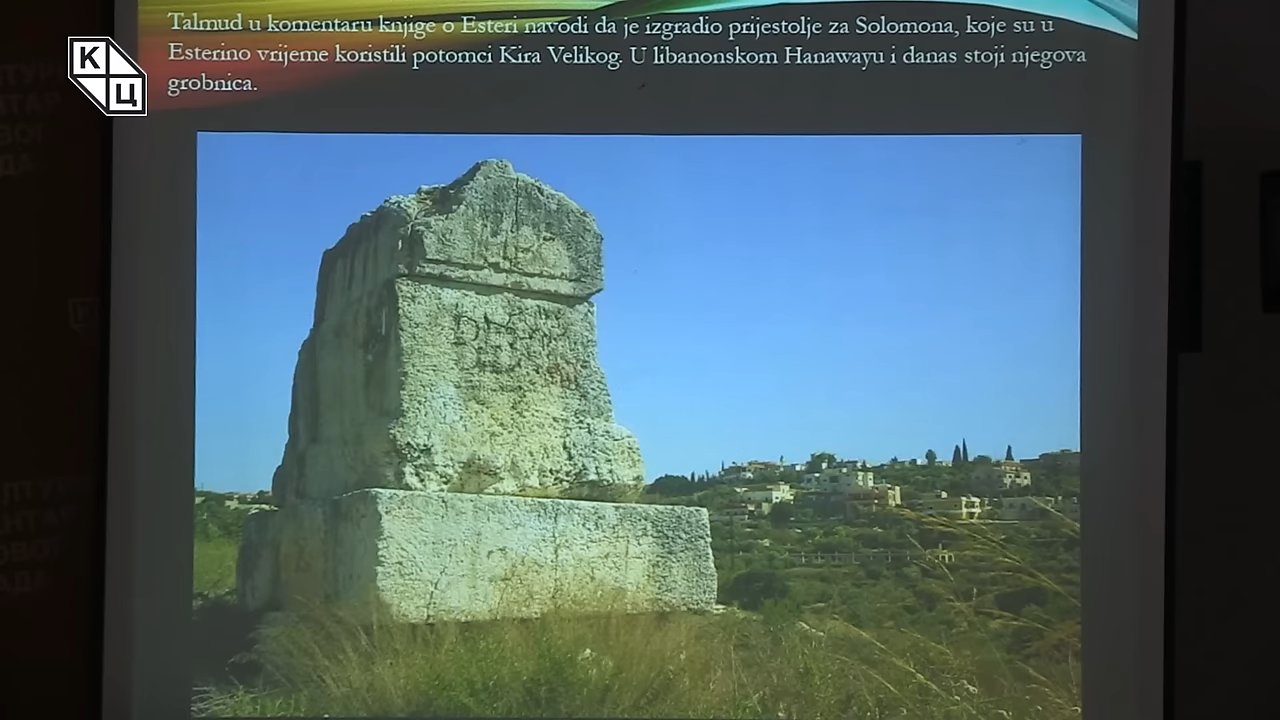 Talmud u komentaru knjige o Esteri navodi da je izgradio prijestolje za Solomona, koje su u
Esterino vrijeme koristili potomci Kira Velikog. U libanonskom Hanawayu i danas stoji njegova
grobnica.
К
Ц